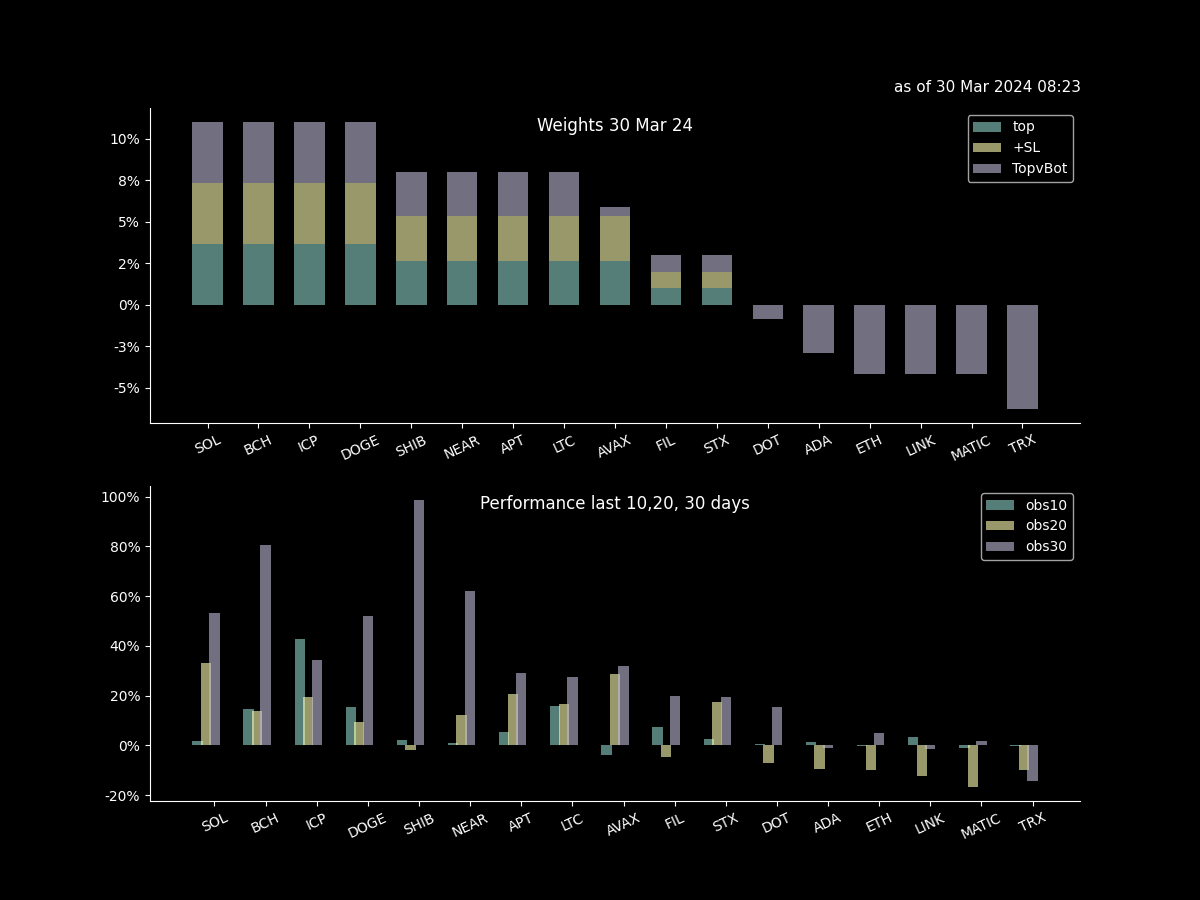 as of 30 Mar 2024 08:23
Weights 30 Mar 24
top
+SL
TopvBot
10%
8%
5%
2%
0%
-3%
-5%
SOL BCH ICP DOGE SHIB NEAR APT LTC AVAX FIL STX DOT ADA ETH LINK MATIC TRX
Performance last 10,20, 30 days
obs10
obs20
obs30
100%
80%
60%
40%
20%
0%
-20%
SOL BCH ICP DOGE SHIB NEAR APT LTC AVAX FIL STX DOT ADA ETH LINK MATIC TRX